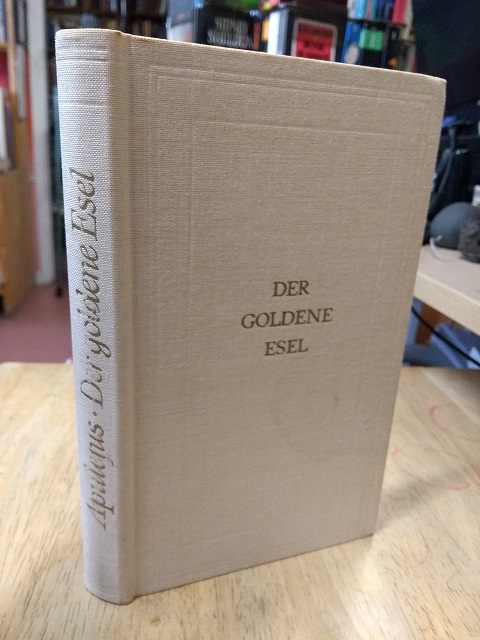 Apulejus · Der goldene Esel
DER
GOLDENE
ESEL